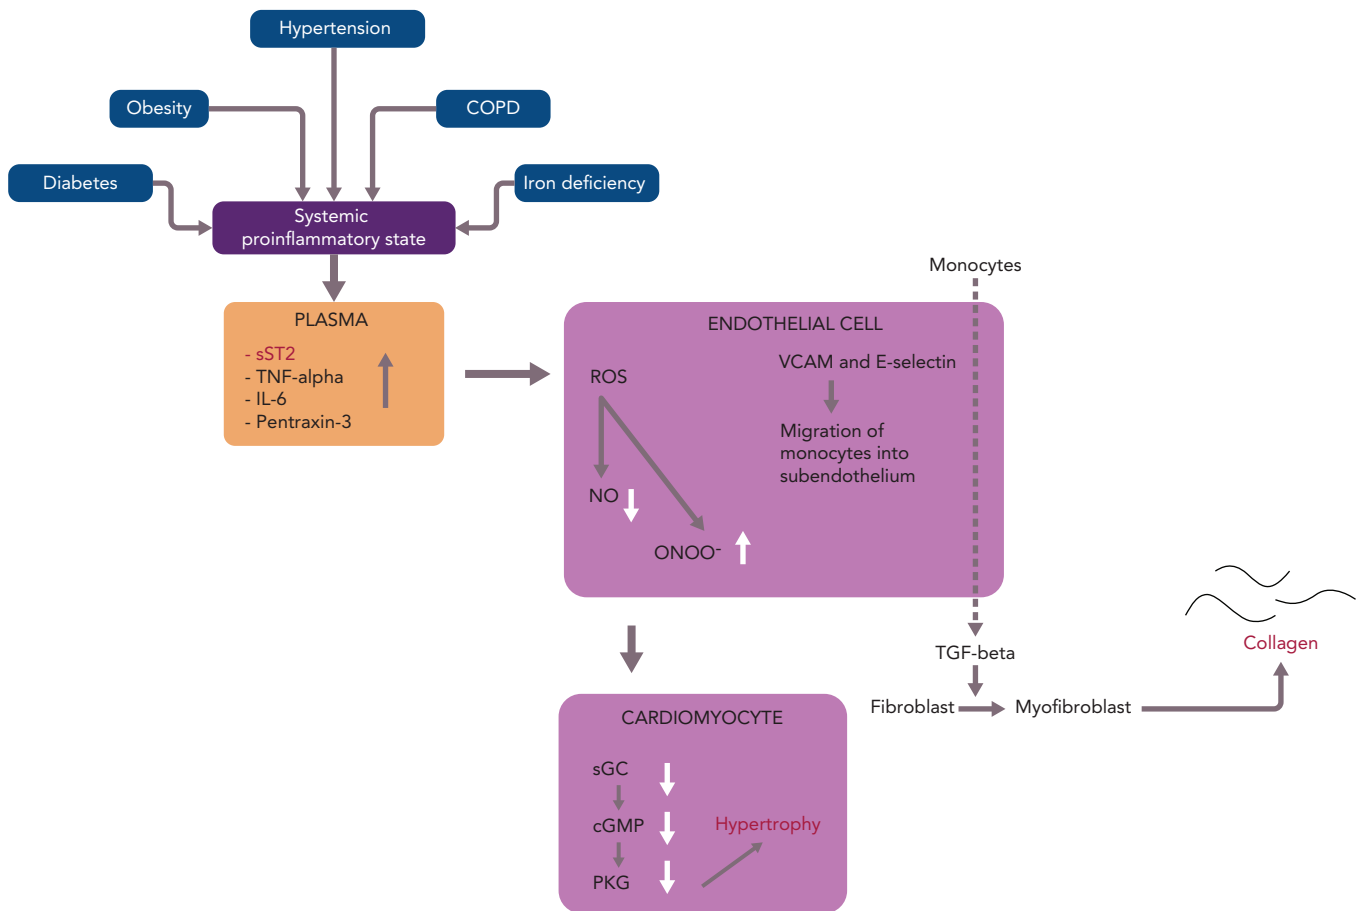 Hypertension
Obesity
COPD
Diabetes
Iron deficiency
Systemic
proinflammatory state
PLASMA
- sST2
- TNF-alpha
- IL-6
- Pentraxin-3
Monocytes
ENDOTHELIAL CELL
ROS
NO
ONOO⁻
VCAM and E-selectin
Migration of
monocytes into
subendothelium
TGF-beta
Fibroblast
Myofibroblast
Collagen
CARDIOMYOCYTE
sGC
cGMP
PKG
Hypertrophy